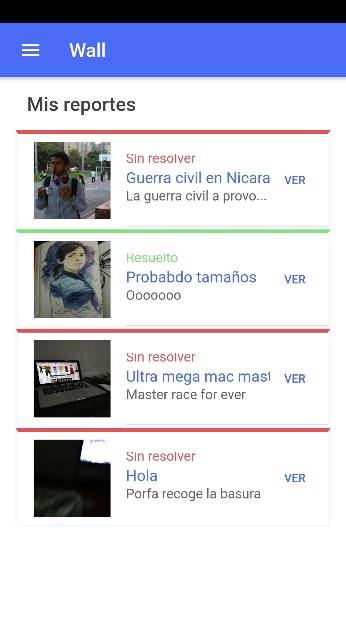 Wall
Mis reportes
Sin resolver
Guerra civil en Nicara
La guerra civil a provo...
VER
Resuelto
Probabdo tamaños
Ooooooo
VER
Sin resolver
Ultra mega mac mast
Master race for ever
VER
Sin resolver
Hola
Porfa recoge la basura
VER